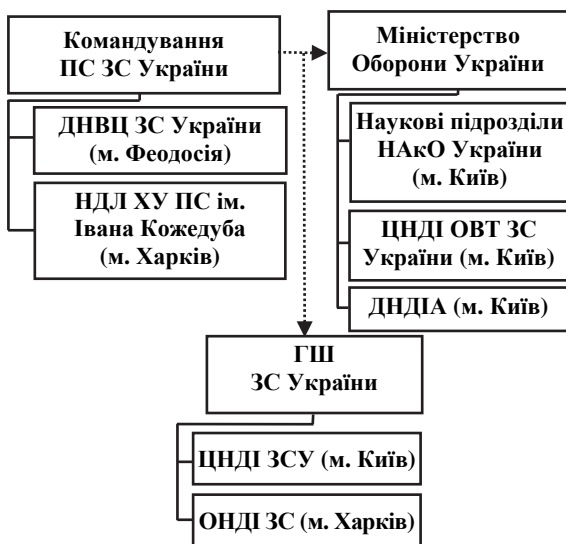 Командування
ПС ЗС України
ДНВЦ ЗС України
(м. Феодосія)
НДЛ ХУ ПС ім.
Івана Кожедуба
(м. Харків)
Міністерство
Оборони України
Наукові підрозділи
НАкО України
(м. Київ)
ЦНДІ ОВТ ЗС
України (м. Київ)
ДНДІА (м. Київ)
ГШ
ЗС України
ЦНДІ ЗСУ (м. Київ)
ОНДІ ЗС (м. Харків)